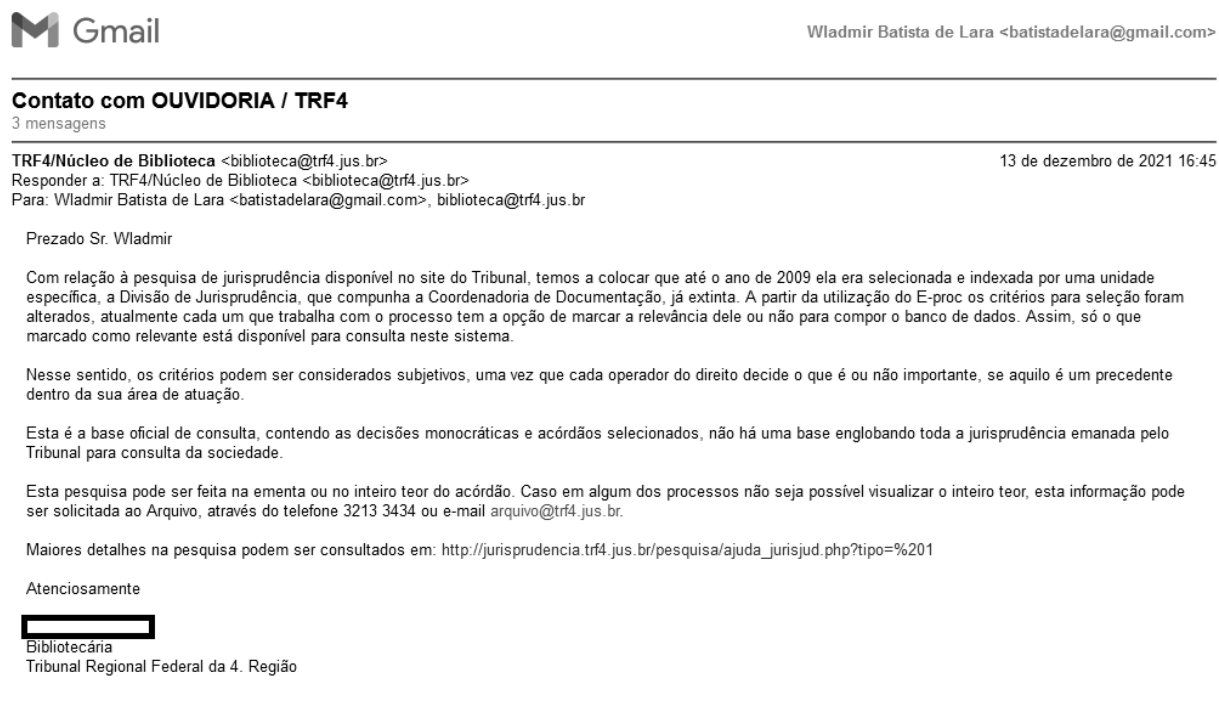 Gmail
Wladmir Batista de Lara <batistadelara@gmail.com>
Contato com OUVIDORIA / TRF4
3 mensagens
TRF4/Núcleo de Biblioteca <biblioteca@trf4.jus.br>
13 de dezembro de 2021 16:45
Responder a: TRF4/Núcleo de Biblioteca <biblioteca@trf4.jus.br>
Para: Wladmir Batista de Lara <batistadelara@gmail.com>, biblioteca@trf4.jus.br
Prezado Sr. Wladmir
Com relação à pesquisa de jurisprudência disponível no site do Tribunal, temos a colocar que até o ano de 2009 ela era selecionada e indexada por uma unidade
específica, a Divisão de Jurisprudência, que compunha a Coordenadoria de Documentação, já extinta. A partir da utilização do E-proc os critérios para seleção foram
alterados, atualmente cada um que trabalha com o processo tem a opção de marcar a relevância dele ou não para compor o banco de dados. Assim, só o que
marcado como relevante está disponível para consulta neste sistema.
Nesse sentido, os critérios podem ser considerados subjetivos, uma vez que cada operador do direito decide o que é ou não importante, se aquilo é um precedente
dentro da sua área de atuação.
Esta é a base oficial de consulta, contendo as decisões monocráticas e acórdãos selecionados, não há uma base englobando toda a jurisprudência emanada pelo
Tribunal para consulta da sociedade.
Esta pesquisa pode ser feita na ementa ou no inteiro teor do acórdão. Caso em algum dos processos não seja possível visualizar o inteiro teor, esta informação pode
ser solicitada ao Arquivo, através do telefone 3213 3434 ou e-mail arquivo@trf4.jus.br.
Maiores detalhes na pesquisa podem ser consultados em: http://jurisprudencia.trf4.jus.br/pesquisa/ajuda_jurisjud.php?tipo=%201
Atenciosamente
Bibliotecária
Tribunal Regional Federal da 4. Região